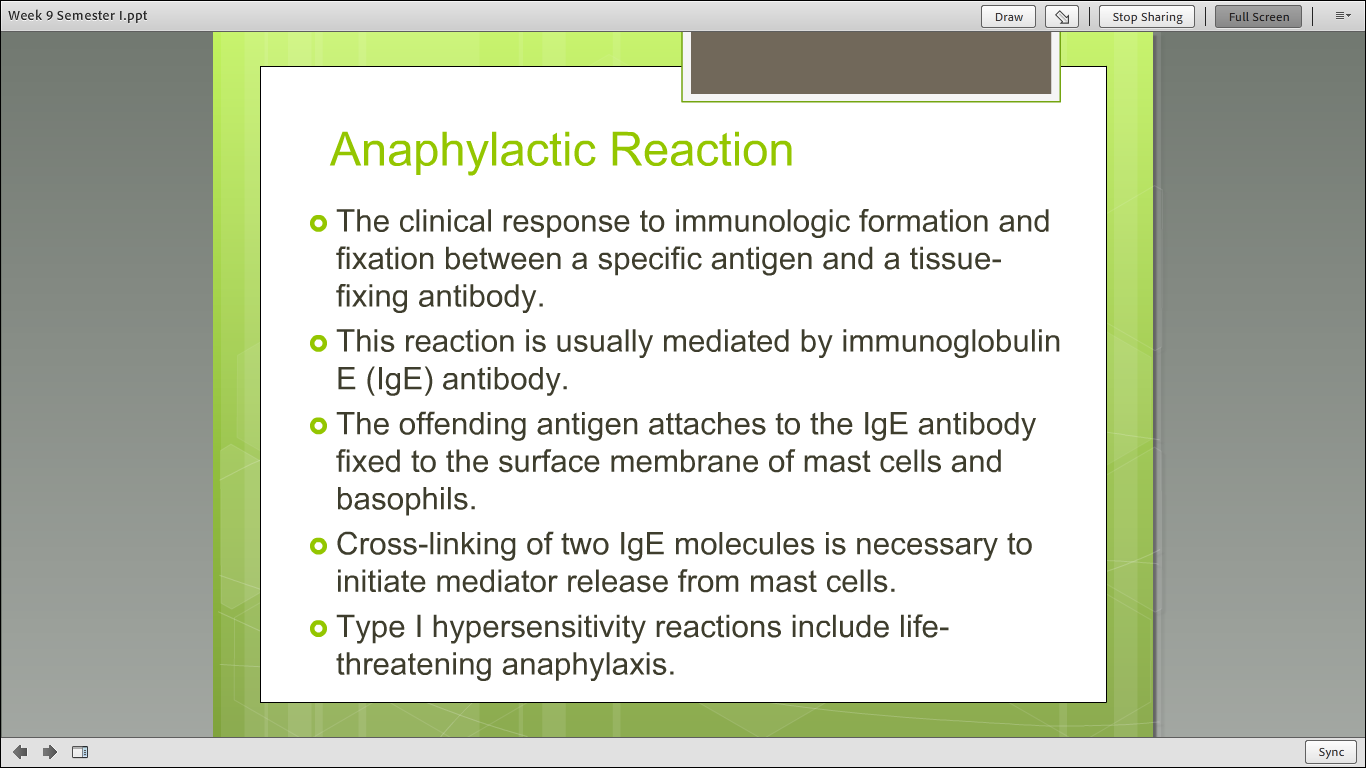 Week 9 Semester I.ppt
Draw
Stop Sharing
Full Screen
Anaphylactic Reaction
The clinical response to immunologic formation and
fixation between a specific antigen and a tissue-
fixing antibody.
This reaction is usually mediated by immunoglobulin
E (IgE) antibody.
The offending antigen attaches to the IgE antibody
fixed to the surface membrane of mast cells and
basophils.
Cross-linking of two IgE molecules is necessary to
initiate mediator release from mast cells.
Type I hypersensitivity reactions include life-
threatening anaphylaxis.
Sync